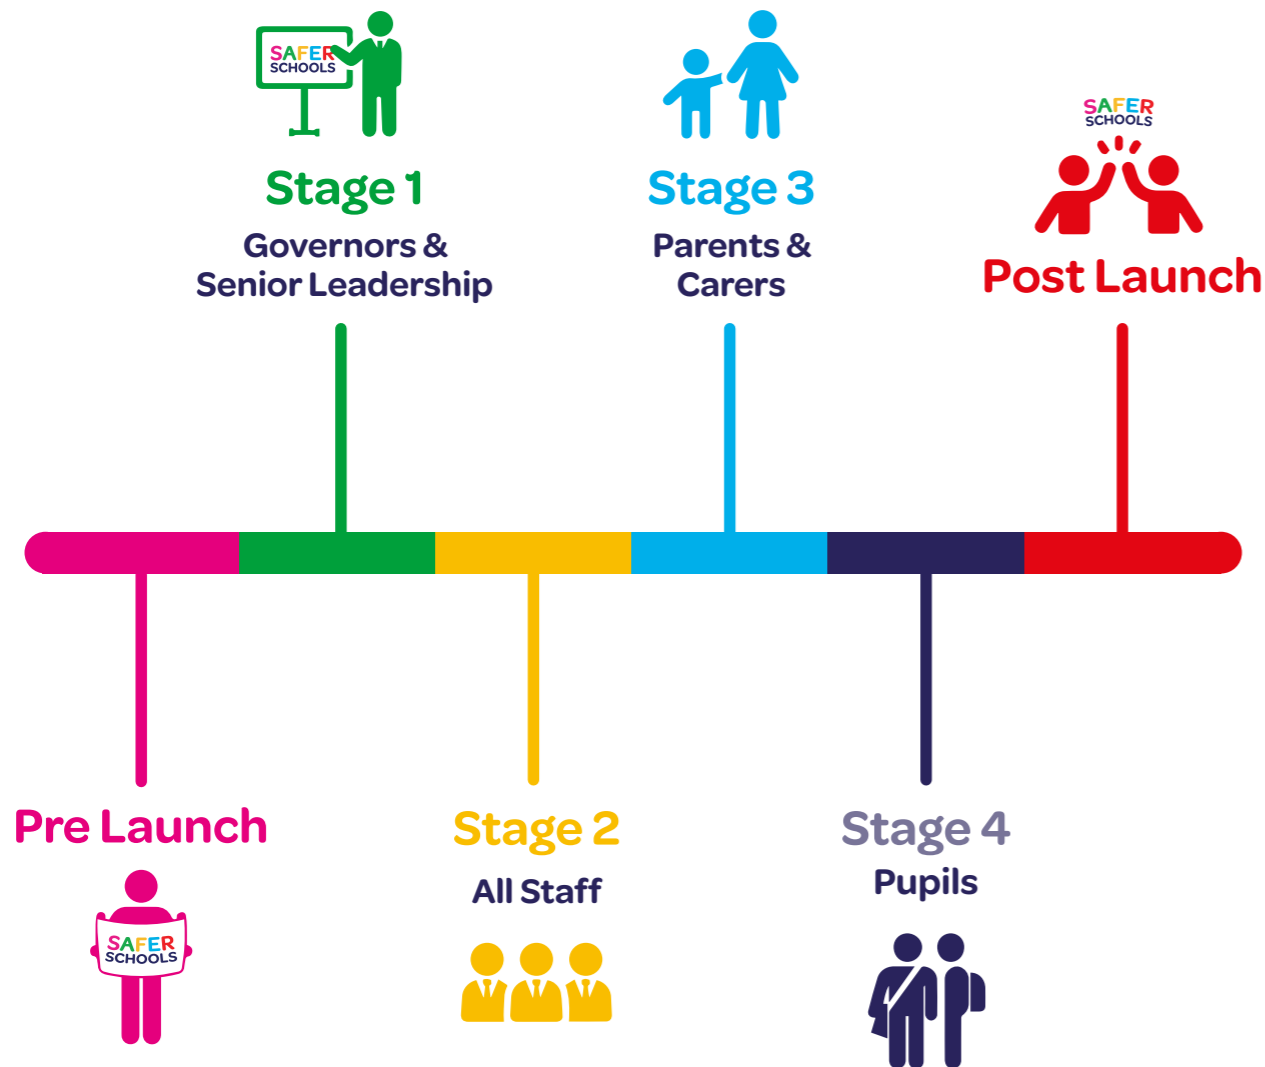 SAFER
SCHOOLS
Stage 1
Governors &
Senior Leadership
Stage 3
Parents &
Carers
SAFER
SCHOOLS
Post Launch
Pre Launch
SAFER
SCHOOLS
Stage 2
All Staff
Stage 4
Pupils